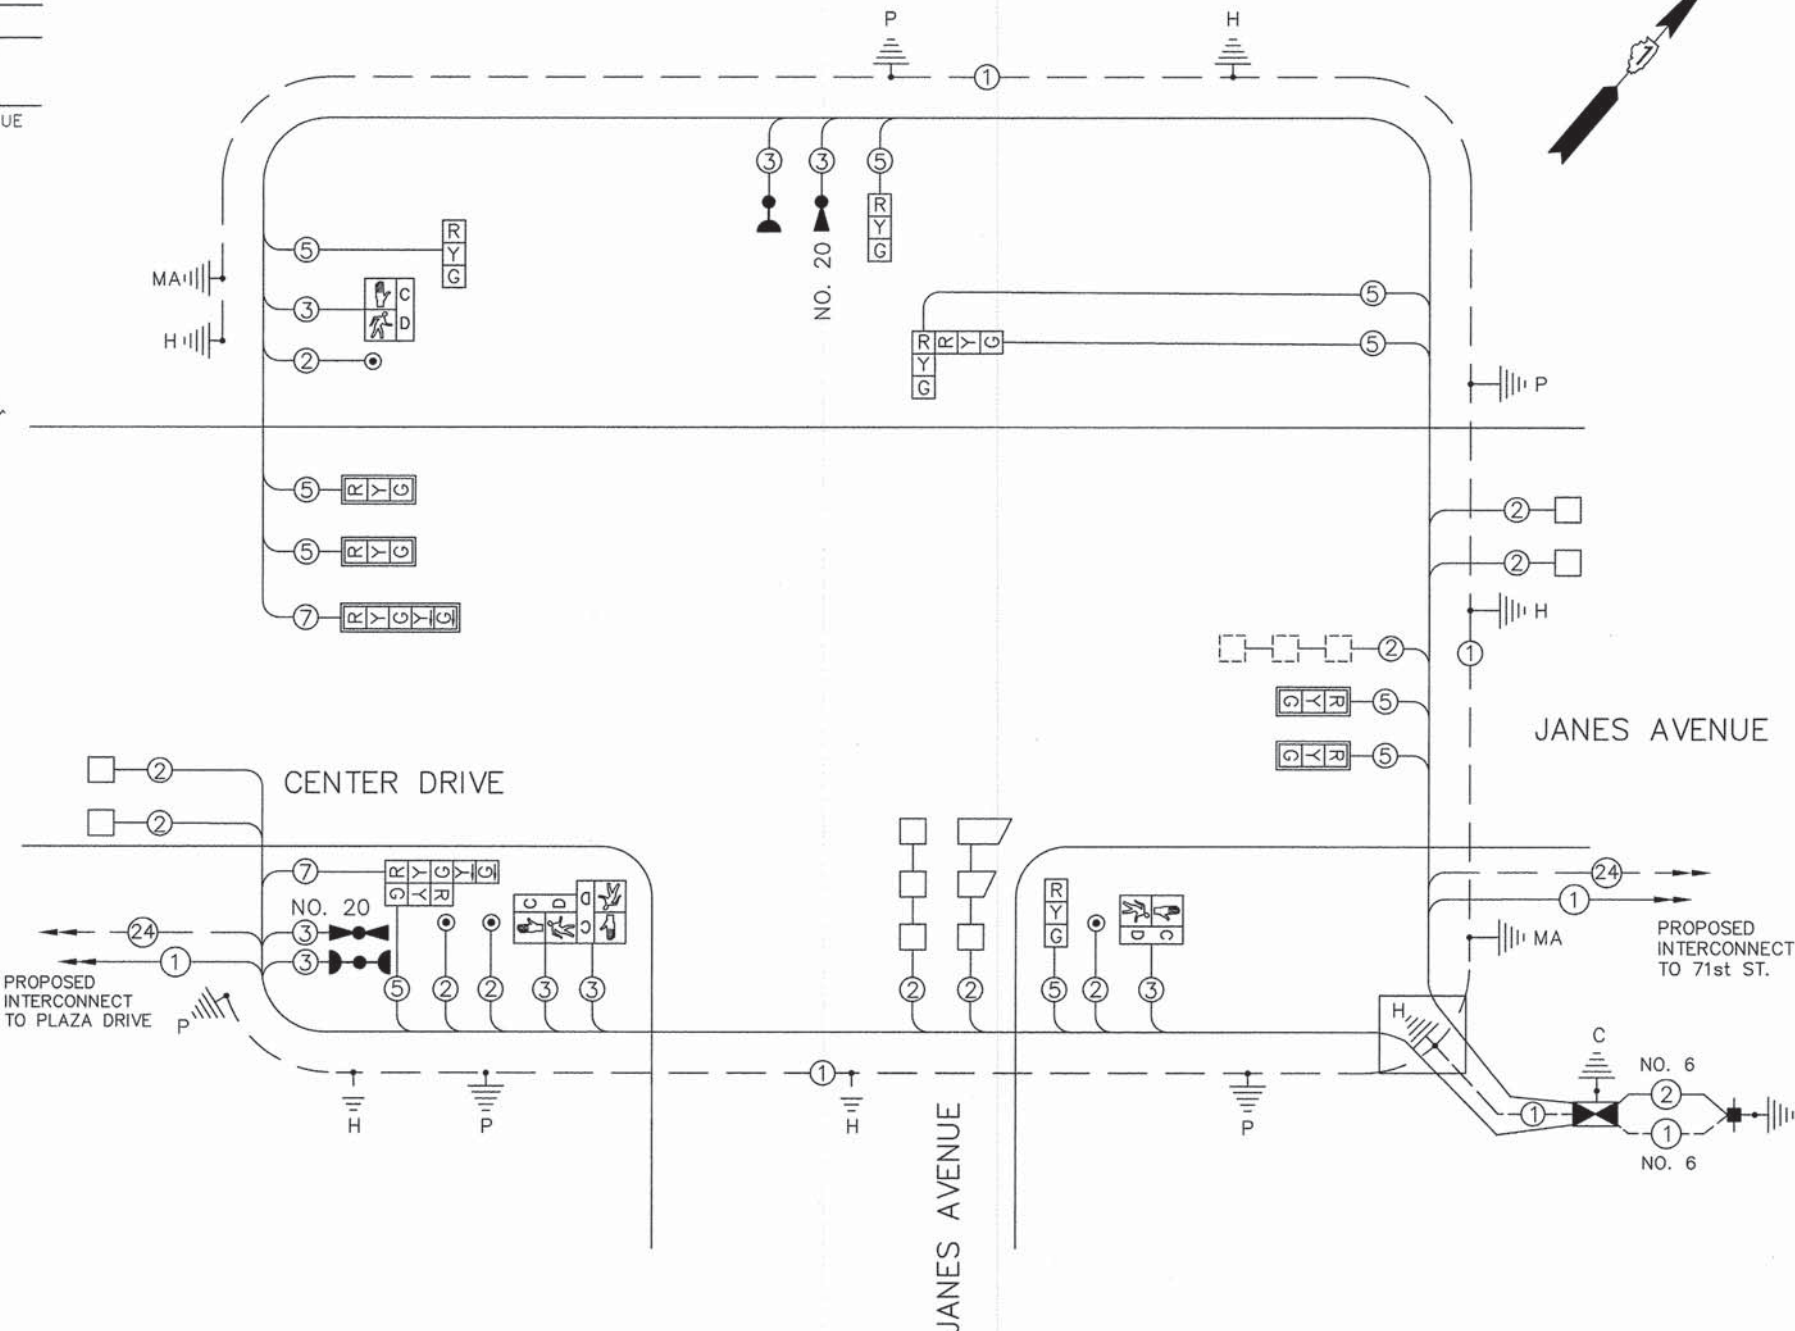 P
H
1
UE
3
3
5
R
Y
G
NO. 20
5
R
Y
G
MA
3
C
D
H
2
5
5
R R Y G
Y
G
P
5
R Y G
2
5
R Y G
2
H
7
R Y G Y G
2
1
R Y G
5
JANES AVENUE
R Y G
5
2
CENTER DRIVE
2
7
R Y G Y G
G Y R
NO. 20
C D
D C
R
Y
G
D C
24
1
24
3
1
3
MA
PROPOSED
INTERCONNECT
TO 71st ST.
PROPOSED
INTERCONNECT
TO PLAZA DRIVE
P
5
2
2
3
3
2
2
5
2
3
H
C
NO. 6
2
1
1
1
NO. 6
H
P
H
P
JANES AVENUE